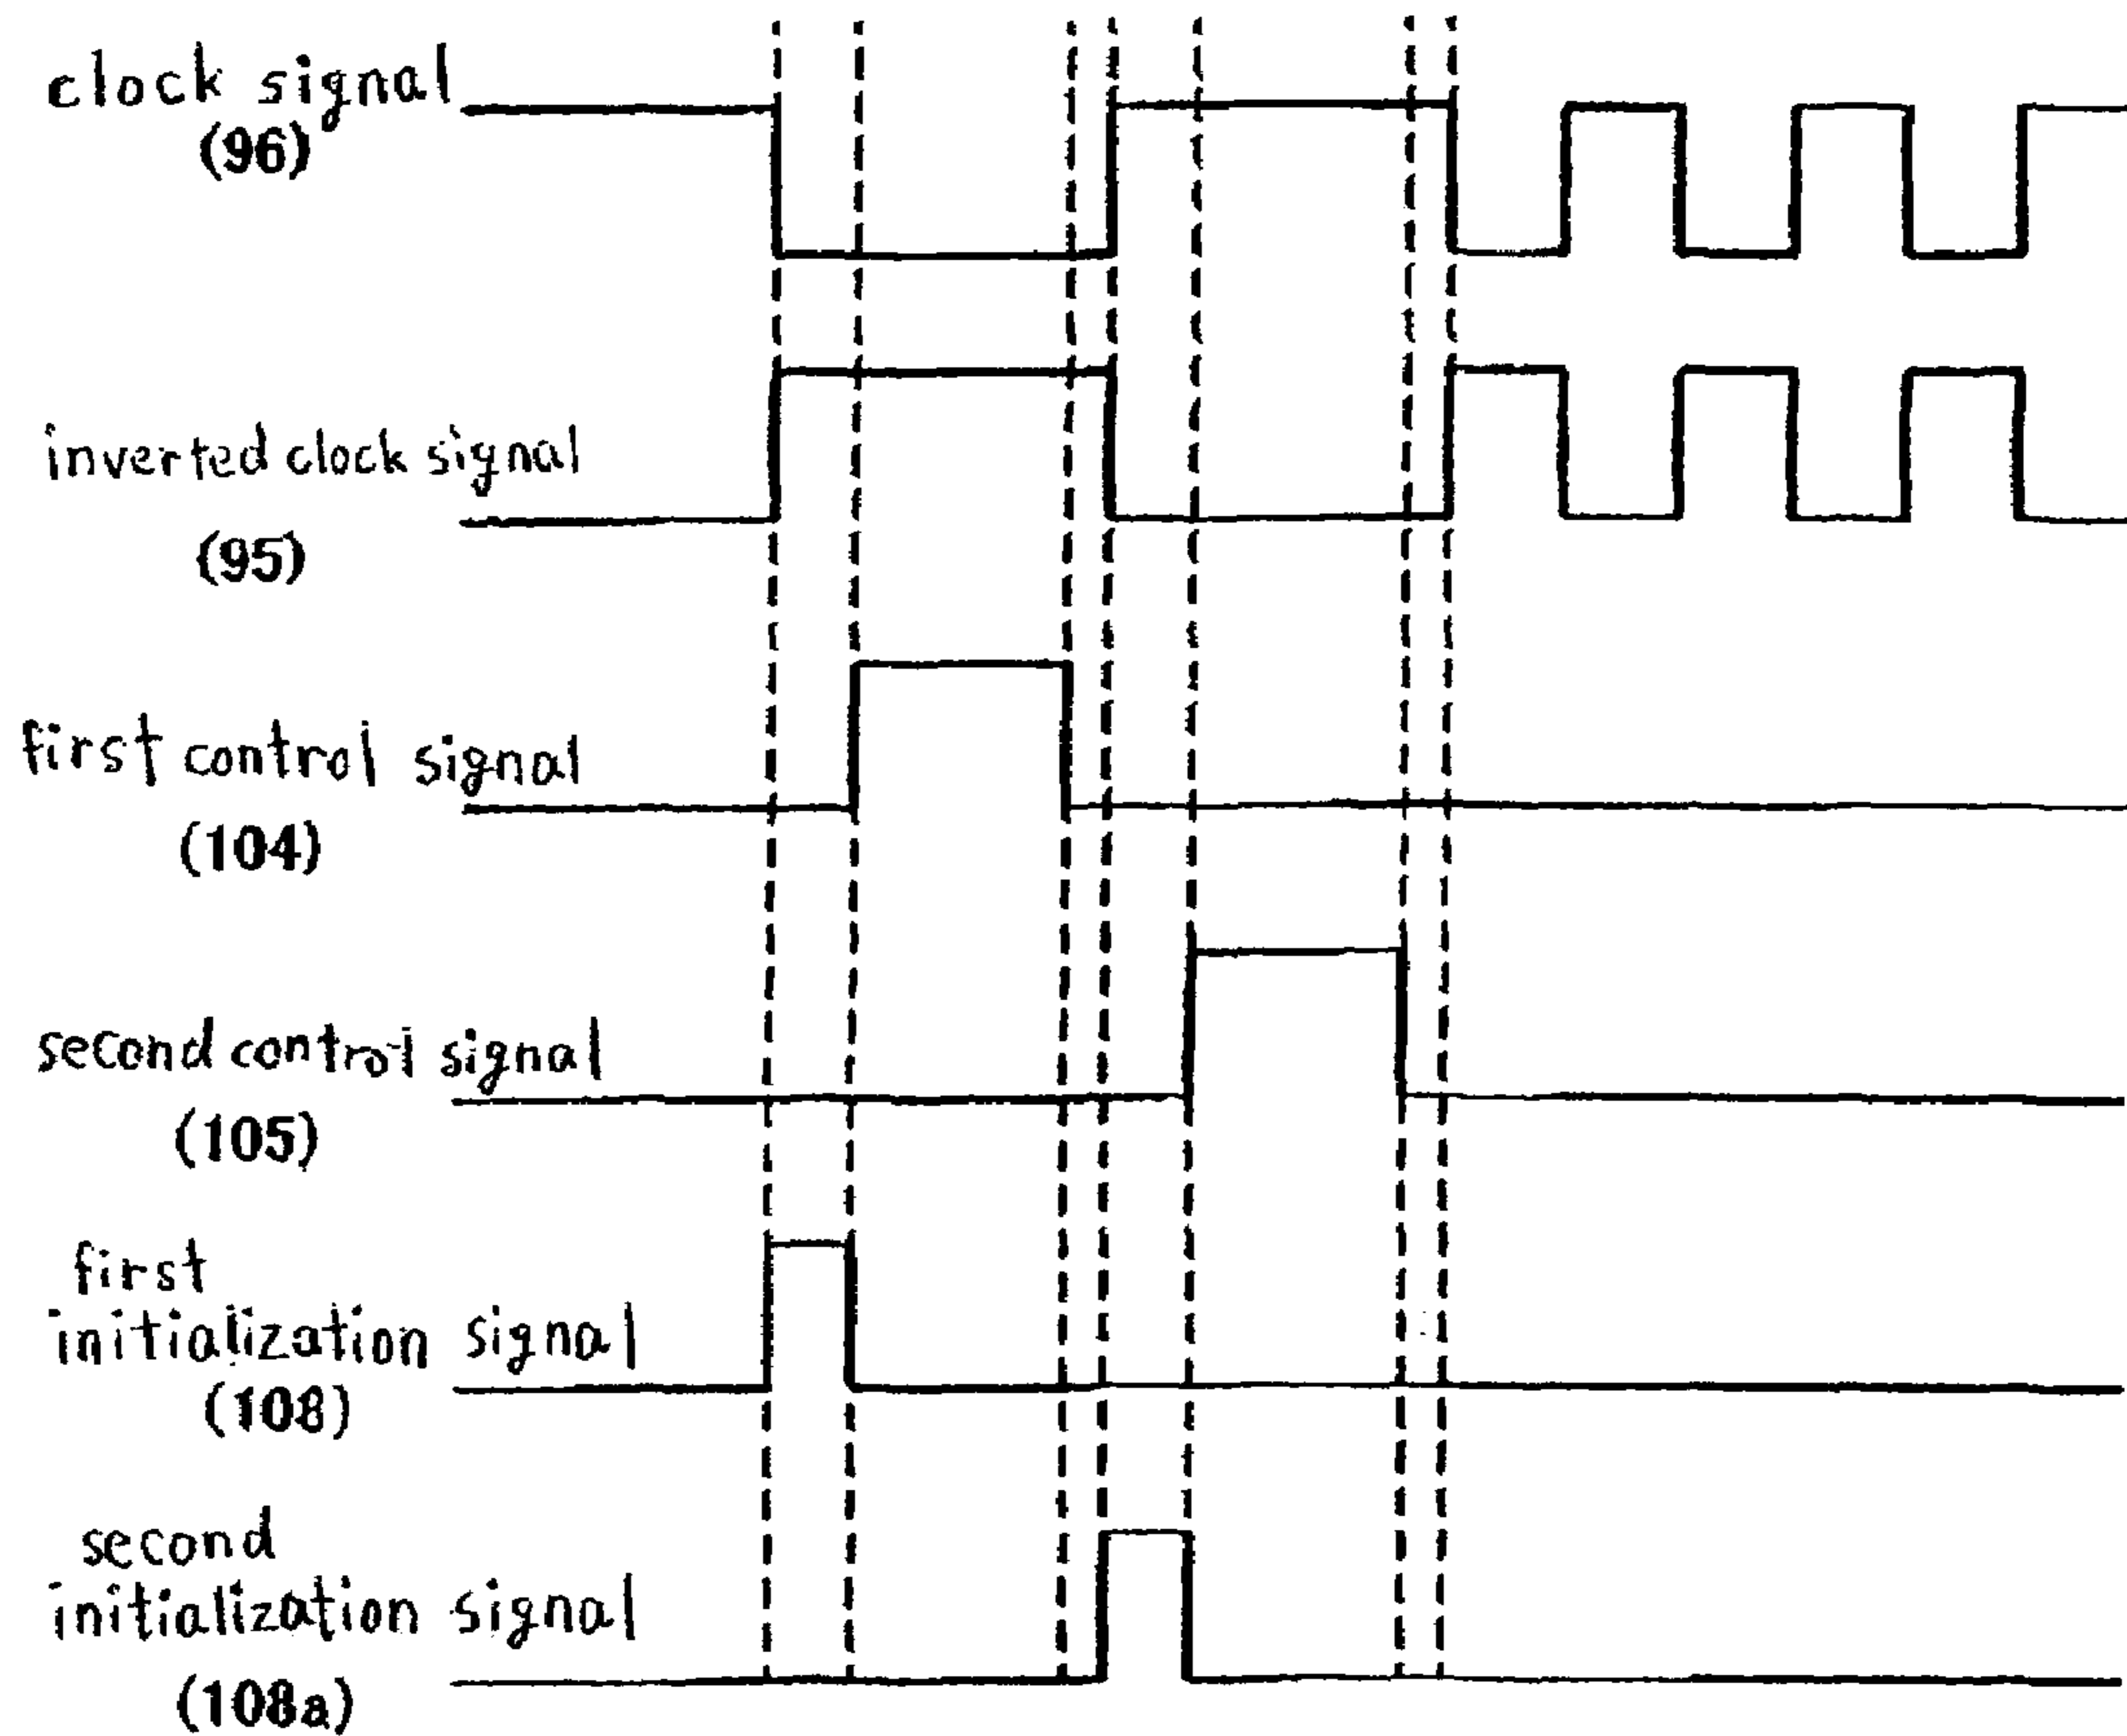 clock signal
(96)
inverted clock signal
(95)
first control signal
(104)
second control signal
(105)
first
initialization signal
(108)
second
initialization signal
(108a)